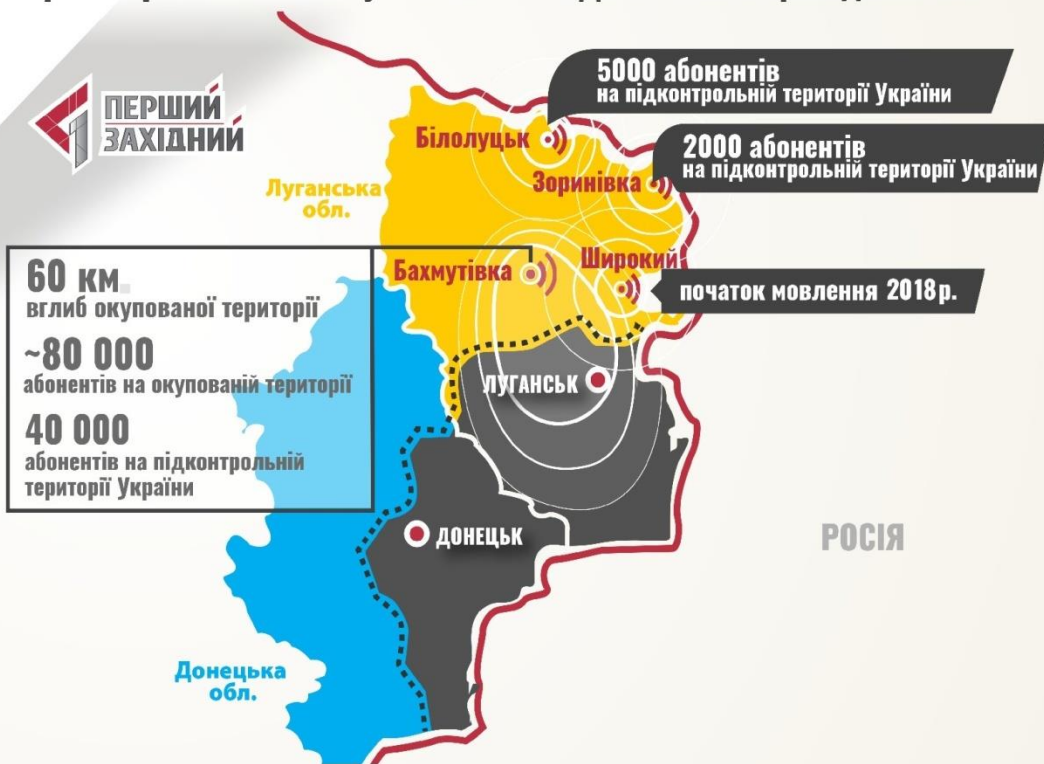 ПЕРШИЙ
ЗАХІДНИЙ
5000 абонентів
на підконтрольній території України
Білолуцьк
2000 абонентів
на підконтрольній території України
Зоринівка
Луганська
обл.
60 км.
вглиб окупованої території
~80 000
абонентів на окупованій території
40 000
абонентів на підконтрольній
території України
Бахмутівка
Широкий
початок мовлення 2018р.
ЛУГАНСЬК
ДОНЕЦЬК
РОСІЯ
Донецька
обл.